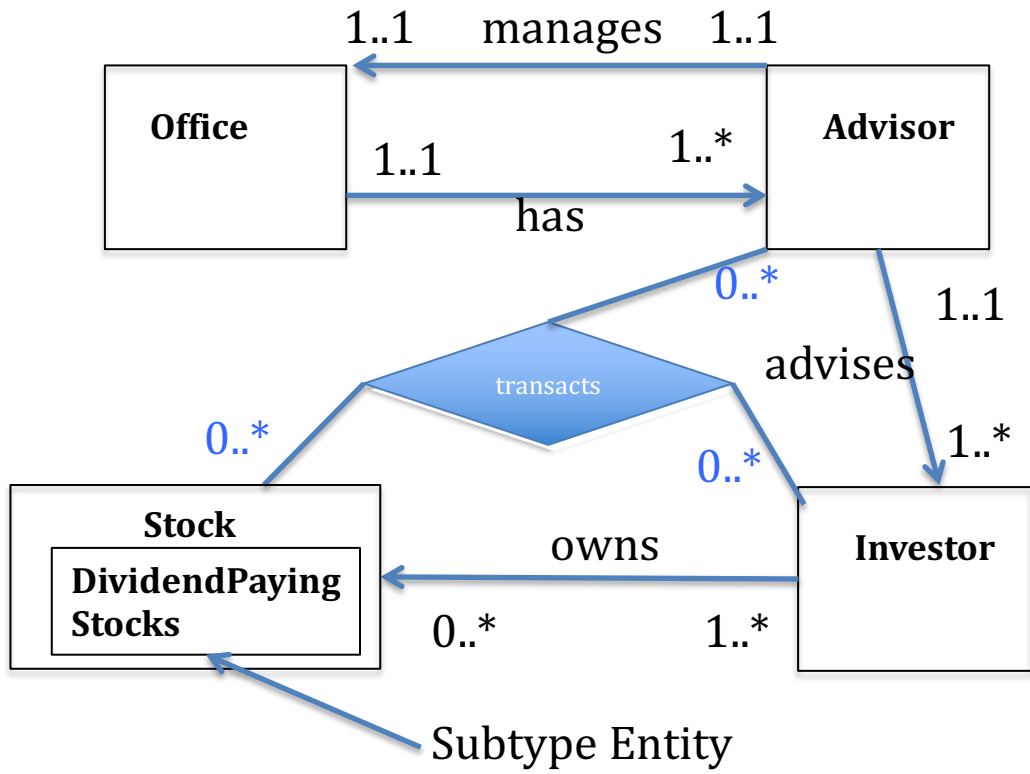 1..1 manages 1..1
Office
Advisor
1..1
1..*
has
0..*
1..1
advises
transacts
0..*
0..*
1..*
Stock
owns
Investor
DividendPaying
Stocks
0..*
1..*
Subtype Entity